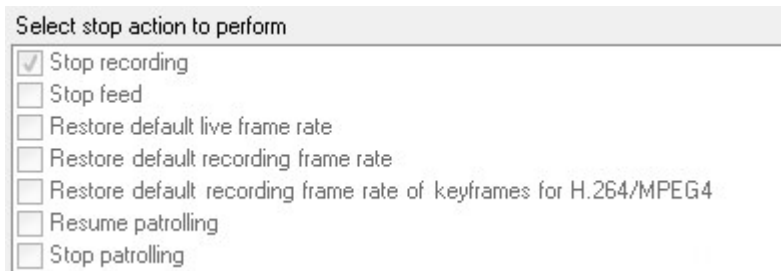 Select stop action to perform
Stop recording
Stop feed
Restore default live frame rate
Restore default recording frame rate
Restore default recording frame rate of keyframes for H.264/MPEG4
Resume patrolling
Stop patrolling